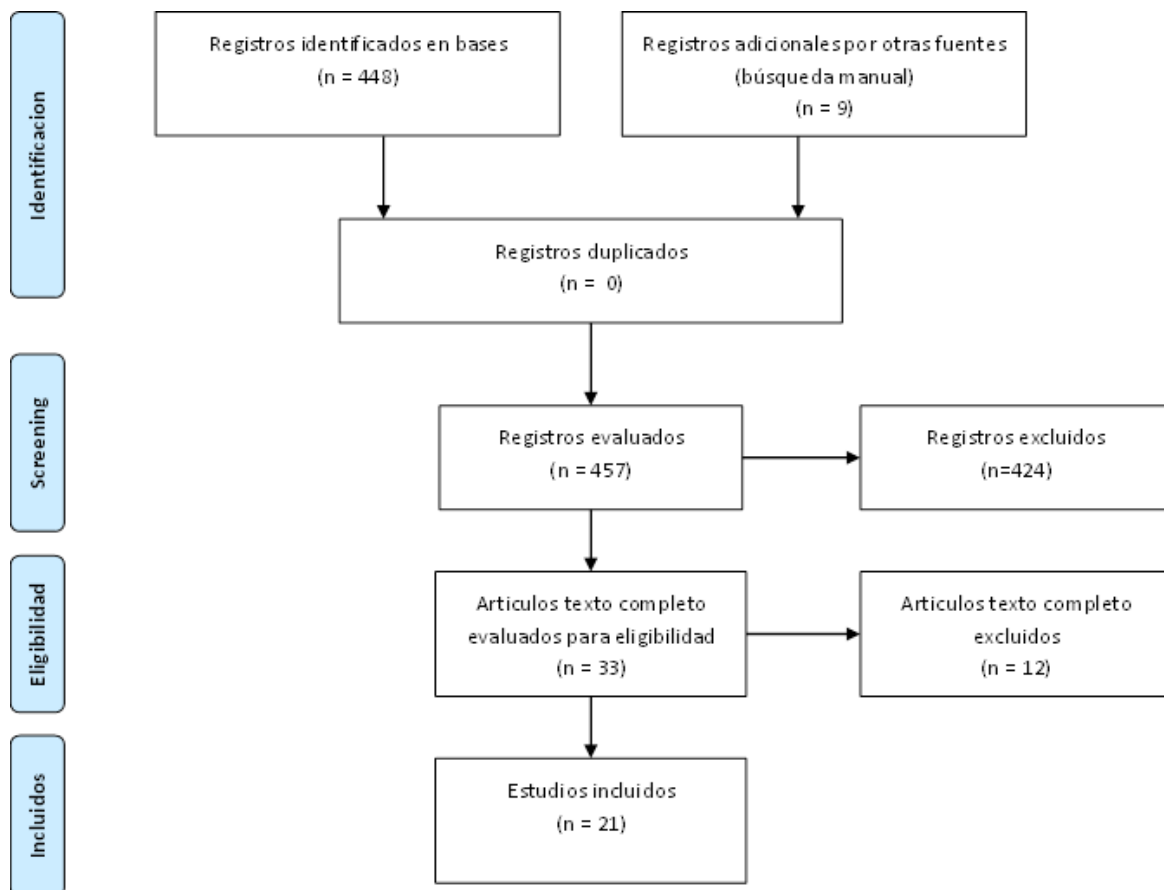 Identificacion
Registros identificados en bases
(n = 448)
Registros adicionales por otras fuentes
(búsqueda manual)
(n = 9)
Registros duplicados
(n = 0)
Screening
Registros evaluados
(n = 457)
Registros excluidos
(n=424)
Eligibilidad
Articulos texto completo
evaluados para eligibilidad
(n = 33)
Articulos texto completo
excluidos
(n = 12)
Incluidos
Estudios incluidos
(n = 21)